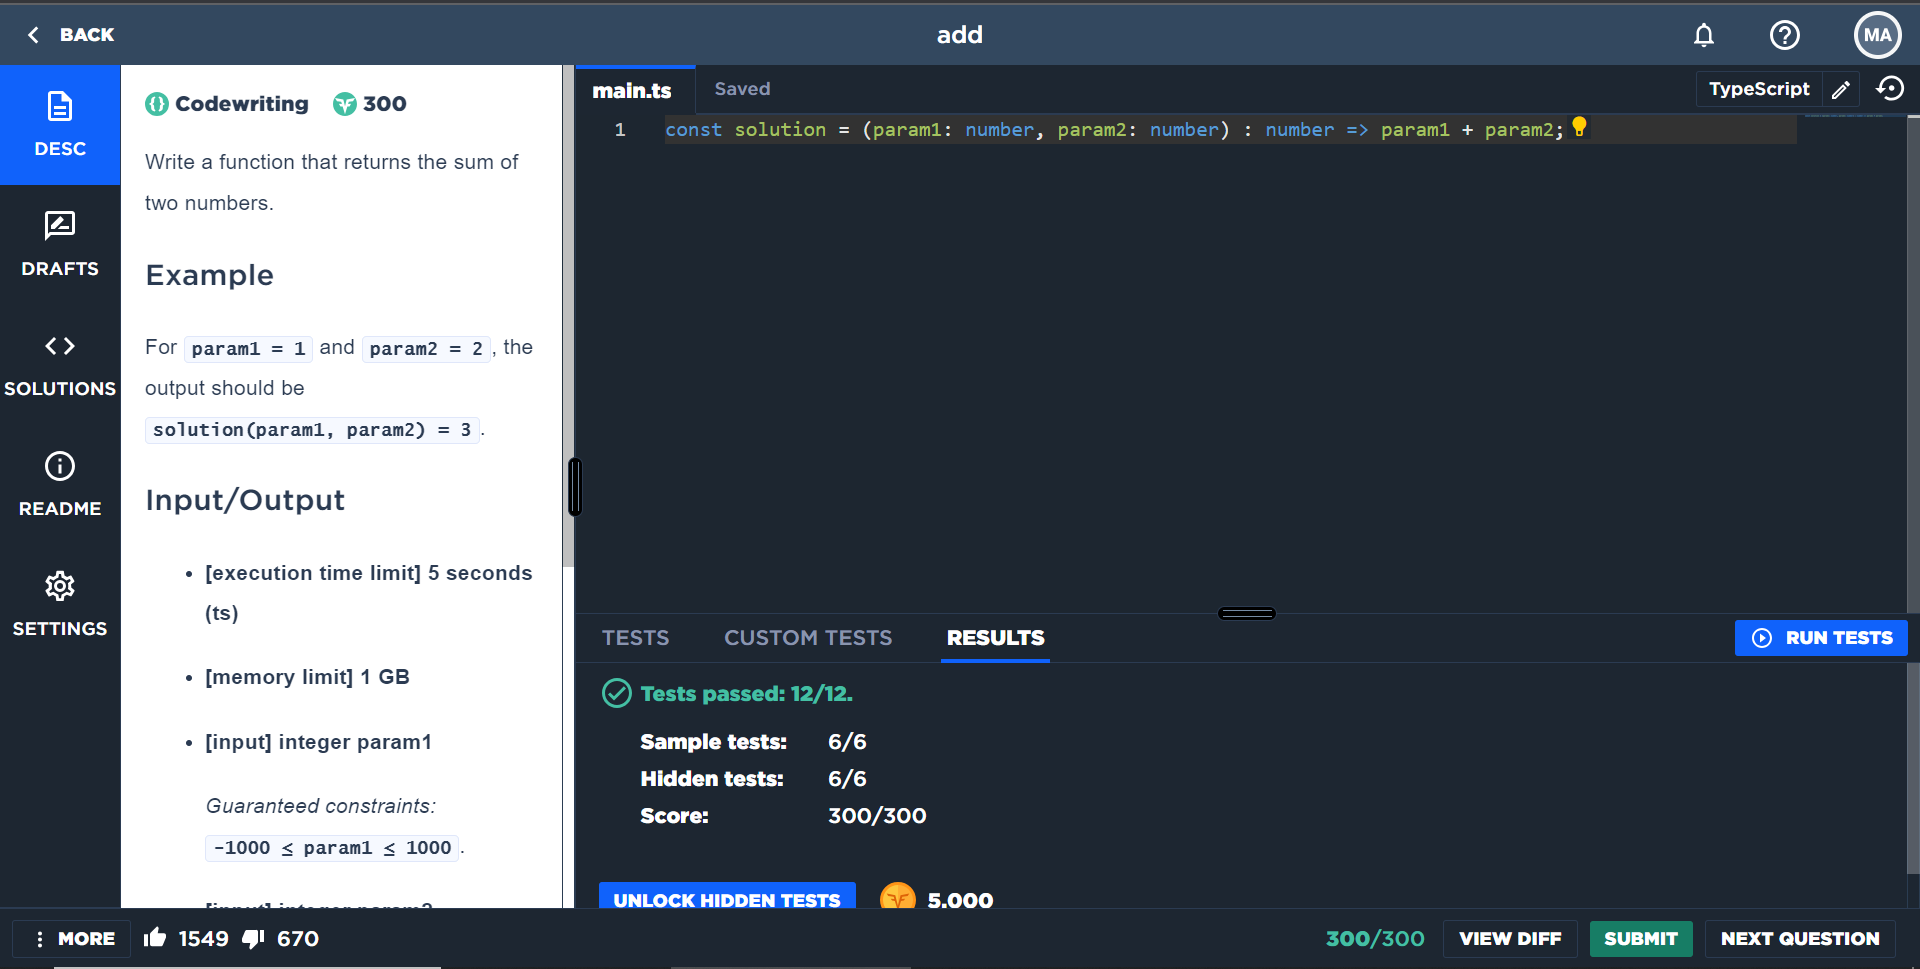 BACK
add
MA
DESC
DRAFTS
SOLUTIONS
README
SETTINGS
Codewriting 300
Write a function that returns the sum of
two numbers.
Example
For param1 = 1 and param2 = 2, the
output should be
solution(param1, param2) = 3.
Input/Output
• [execution time limit] 5 seconds
(ts)
• [memory limit] 1 GB
• [input] integer param1
Guaranteed constraints:
-1000 ≤ param1 ≤ 1000.
[input] integer param2
main.ts Saved TypeScript
1 const solution = (param1: number, param2: number) : number => param1 + param2;
TESTS CUSTOM TESTS RESULTS RUN TESTS
Tests passed: 12/12.
Sample tests: 6/6
Hidden tests: 6/6
Score: 300/300
UNLOCK HIDDEN TESTS 5,000
MORE 1549 670 300/300 VIEW DIFF SUBMIT NEXT QUESTION